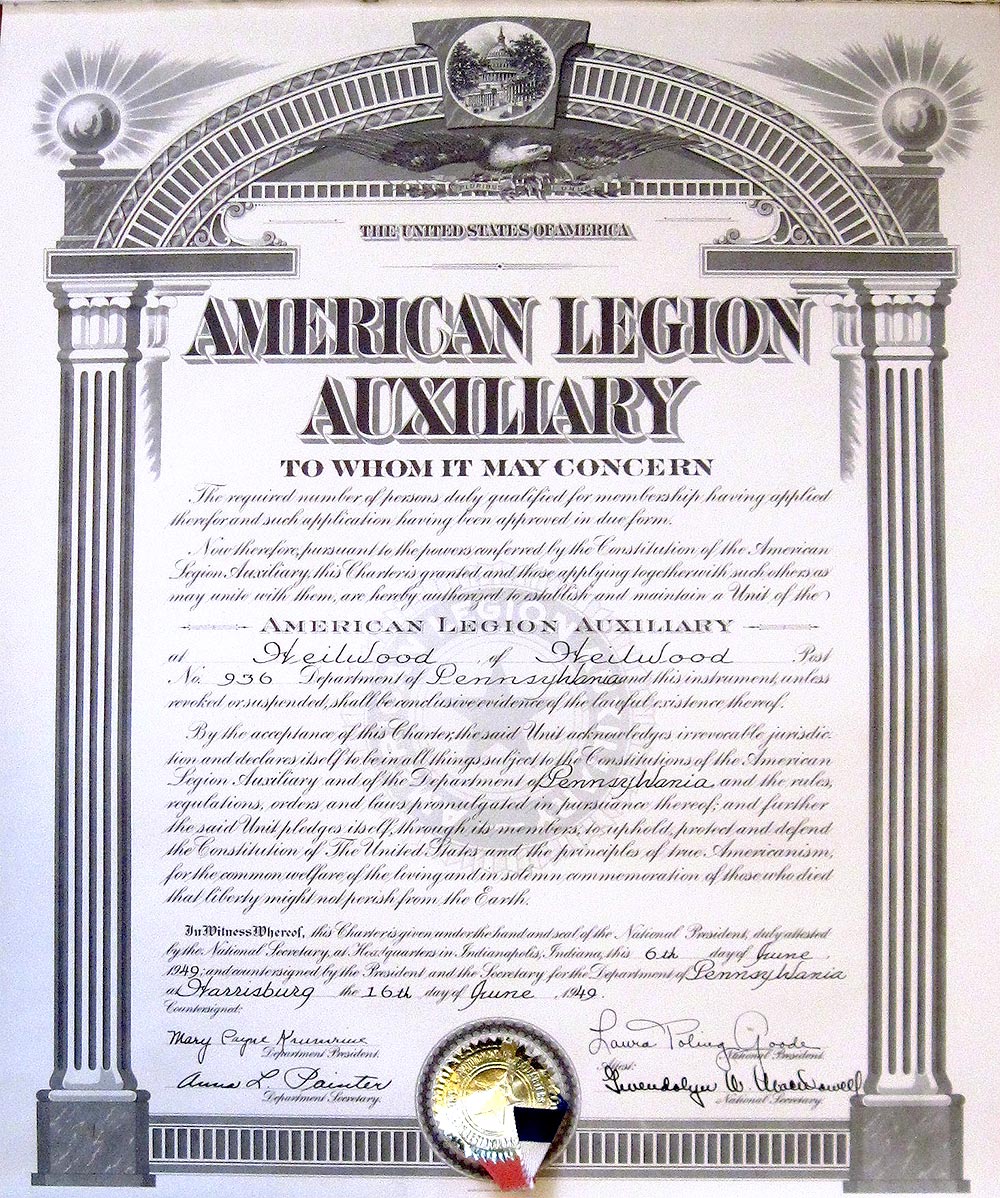 E PLURIBUS UNUM
THE UNITED STATES OF AMERICA
AMERICAN LEGION
AUXILIARY
TO WHOM IT MAY CONCERN
The required number of persons duly qualified for membership having applied
therefor and such application having been approved in due form.
Now therefore, pursuant to the powers conferred by the Constitution of the American
Legion Auxiliary, this Charter is granted and those applying together with such others as
may unite with them, are hereby authorized to establish and maintain a Unit of the
AMERICAN LEGION AUXILIARY
at Heilwood of Heilwood Post
No. 936 Department of Pennsylvania and this instrument, unless
revoked or suspended, shall be conclusive evidence of the lawful existence thereof.
By the acceptance of this Charter, the said Unit acknowledges irrevocable jurisdic-
tion and declares itself to be in all things subject to the Constitutions of the American
Legion Auxiliary and of the Department of Pennsylvania and the rules,
regulations, orders and laws promulgated in pursuance thereof; and further
the said Unit pledges itself, through its members, to uphold, protect and defend
the Constitution of The United States and the principles of true Americanism,
for the common welfare of the living and in solemn commemoration of those who died
that liberty might not perish from the Earth.
In Witness Whereof, this Charter is given under the hand and seal of the National President, duly attested
by the National Secretary, at Headquarters in Indianapolis, Indiana, this 6th day of June
1949; and countersigned by the President and the Secretary for the Department of Pennsylvania
at Harrisburg the 16th day of June, 1949.
Countersigned:
Mary Payne Krumrine
Department President.
Anna L. Painter
Department Secretary.
Laura Poling Goode
National President.
Attest:
Gwendolyn W. MacDowell
National Secretary.